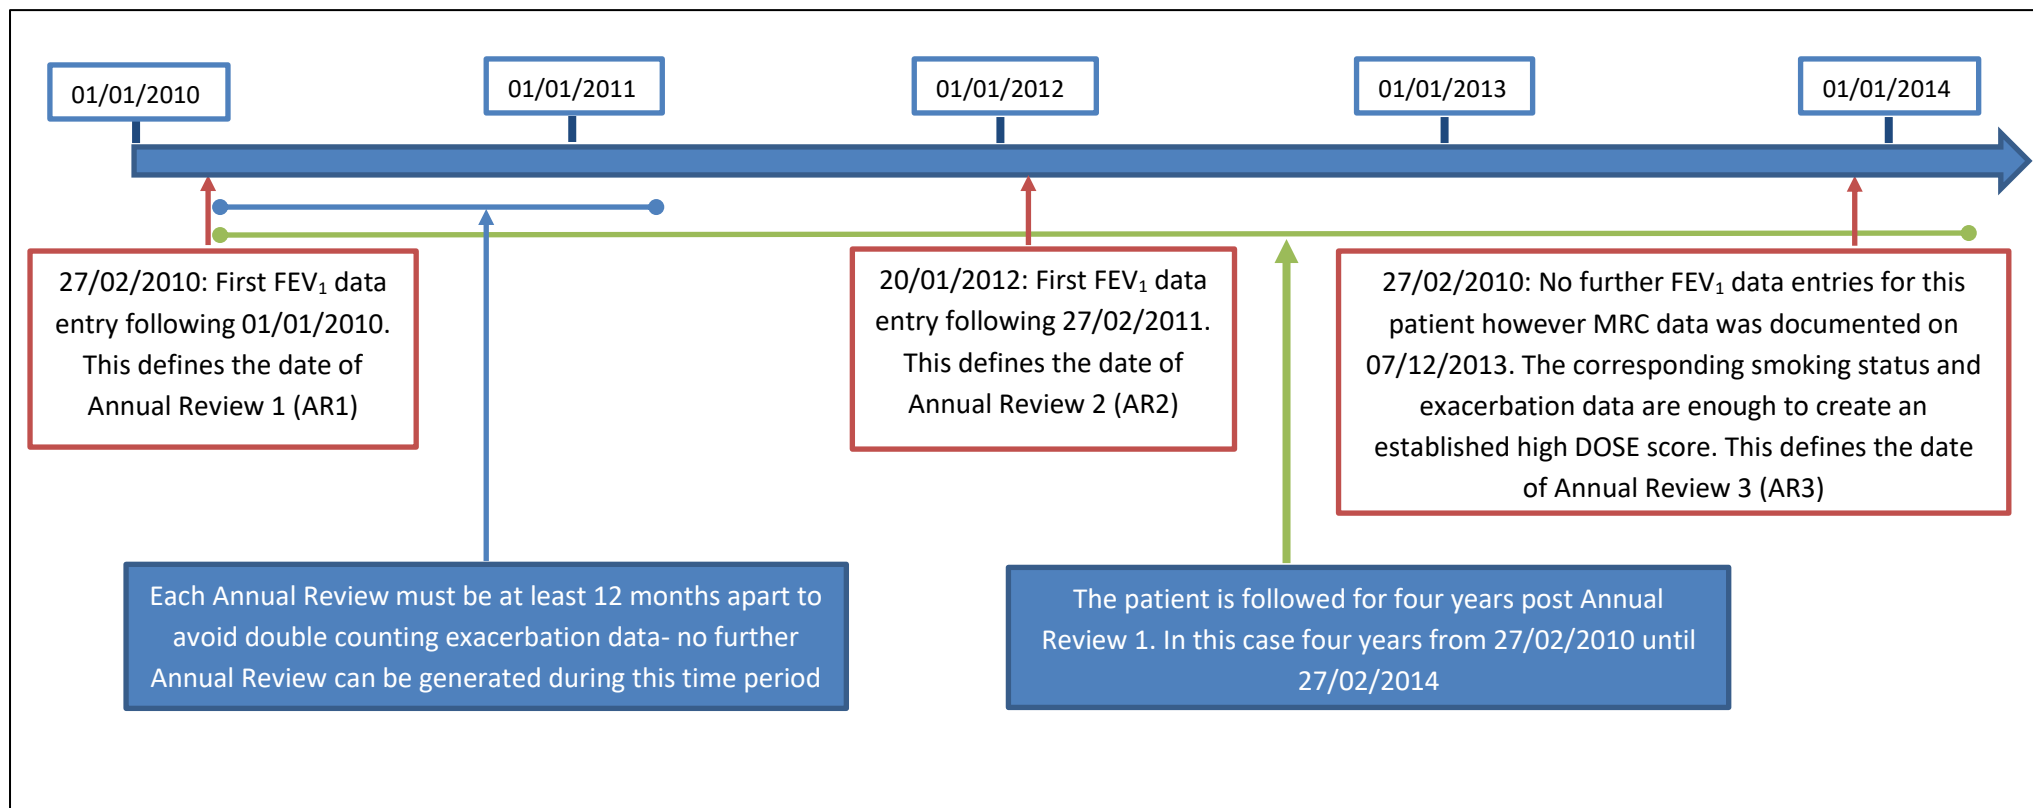 01/01/2010
01/01/2011
01/01/2012
01/01/2013
01/01/2014
27/02/2010: First FEV₁ data
entry following 01/01/2010.
This defines the date of
Annual Review 1 (AR1)
20/01/2012: First FEV₁ data
entry following 27/02/2011.
This defines the date of
Annual Review 2 (AR2)
27/02/2010: No further FEV₁ data entries for this
patient however MRC data was documented on
07/12/2013. The corresponding smoking status and
exacerbation data are enough to create an
established high DOSE score. This defines the date
of Annual Review 3 (AR3)
Each Annual Review must be at least 12 months apart to
avoid double counting exacerbation data- no further
Annual Review can be generated during this time period
The patient is followed for four years post Annual
Review 1. In this case four years from 27/02/2010 until
27/02/2014